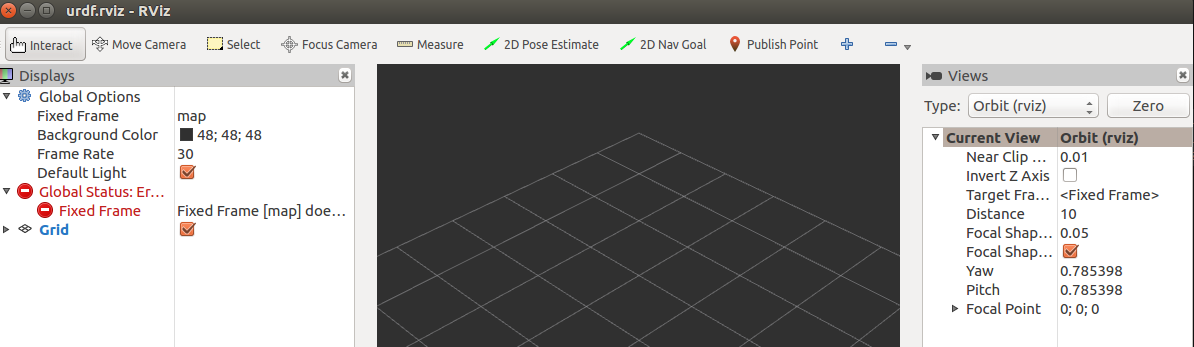 urdf.rviz - RViz
Interact Move Camera Select Focus Camera Measure 2D Pose Estimate 2D Nav Goal Publish Point
Displays
Global Options
Fixed Frame map
Background Color 48; 48; 48
Frame Rate 30
Default Light
Global Status: Er...
Fixed Frame Fixed Frame [map] doe...
Grid
Views
Type: Orbit (rviz) Zero
Current View Orbit (rviz)
Near Clip ... 0.01
Invert Z Axis
Target Fra... <Fixed Frame>
Distance 10
Focal Shap... 0.05
Focal Shap...
Yaw 0.785398
Pitch 0.785398
Focal Point 0; 0; 0